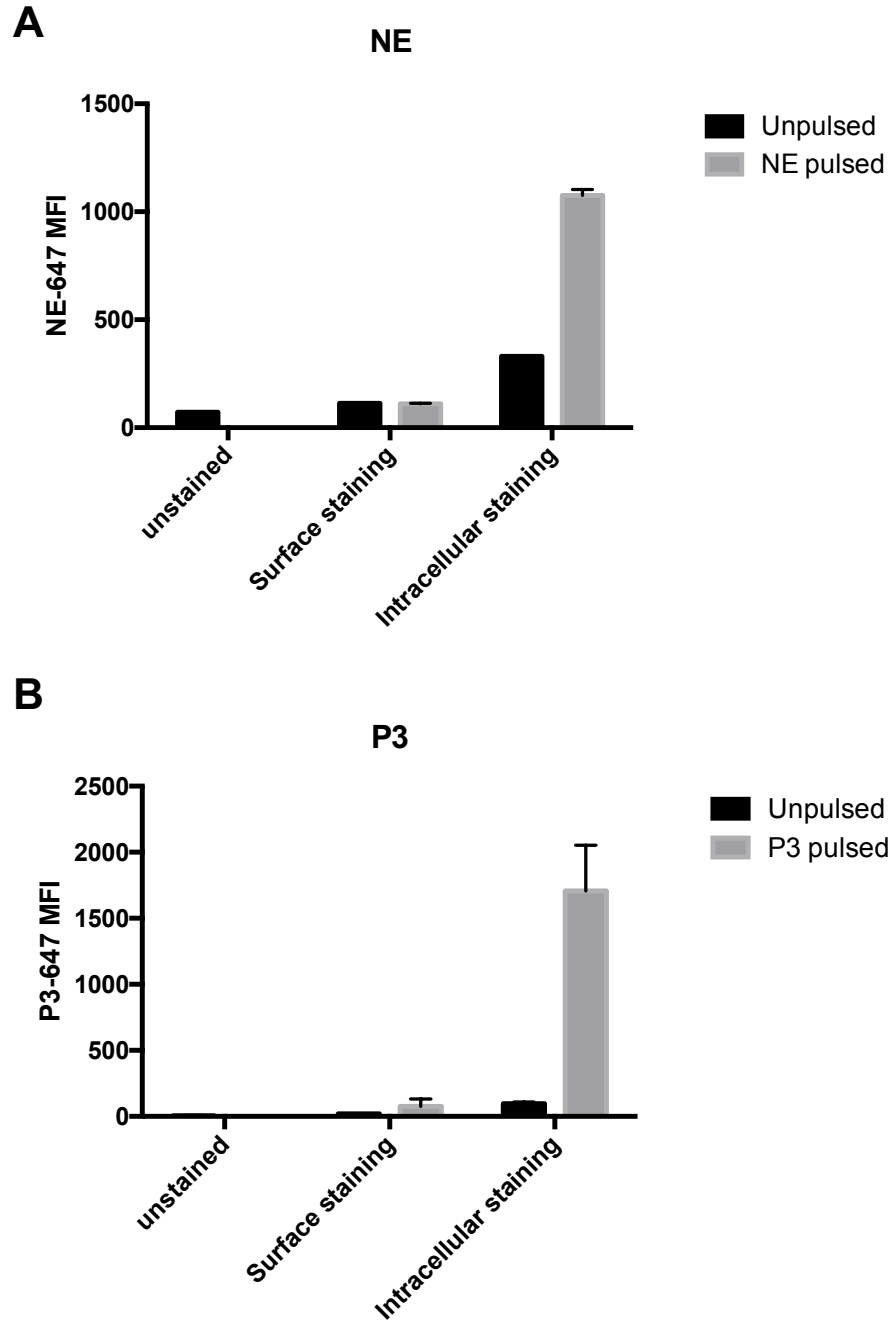 A
NE
1500
1000
500
0
NE-647 MFI
unstained
Surface staining
Intracellular staining
Unpulsed
NE pulsed
B
P3
2500
2000
1500
1000
500
0
P3-647 MFI
unstained
Surface staining
Intracellular staining
Unpulsed
P3 pulsed